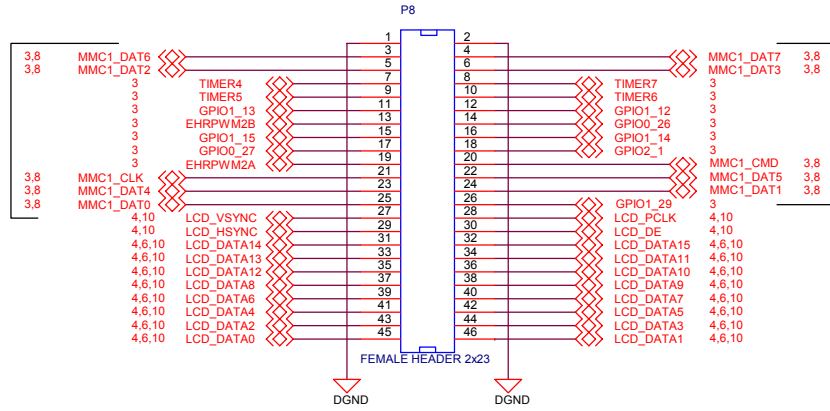 P8
1 2
3,8 MMC1_DAT6 3 4 MMC1_DAT7 3,8
3,8 MMC1_DAT2 5 6 MMC1_DAT3 3,8
3 TIMER4 7 8 TIMER7 3
3 TIMER5 9 10 TIMER6 3
3 GPIO1_13 11 12 GPIO1_12 3
3 EHRPWM2B 13 14 GPIO0_26 3
3 GPIO1_15 15 16 GPIO1_14 3
3 GPIO0_27 17 18 GPIO2_1 3
3 EHRPWM2A 19 20 MMC1_CMD 3,8
3,8 MMC1_CLK 21 22 MMC1_DAT5 3,8
3,8 MMC1_DAT4 23 24 MMC1_DAT1 3,8
3,8 MMC1_DAT0 25 26 GPIO1_29 3
4,10 LCD_VSYNC 27 28 LCD_PCLK 4,10
4,10 LCD_HSYNC 29 30 LCD_DE 4,10
4,6,10 LCD_DATA14 31 32 LCD_DATA15 4,6,10
4,6,10 LCD_DATA13 33 34 LCD_DATA11 4,6,10
4,6,10 LCD_DATA12 35 36 LCD_DATA10 4,6,10
4,6,10 LCD_DATA8 37 38 LCD_DATA9 4,6,10
4,6,10 LCD_DATA6 39 40 LCD_DATA7 4,6,10
4,6,10 LCD_DATA4 41 42 LCD_DATA5 4,6,10
4,6,10 LCD_DATA2 43 44 LCD_DATA3 4,6,10
4,6,10 LCD_DATA0 45 46 LCD_DATA1 4,6,10
FEMALE HEADER 2x23
DGND DGND